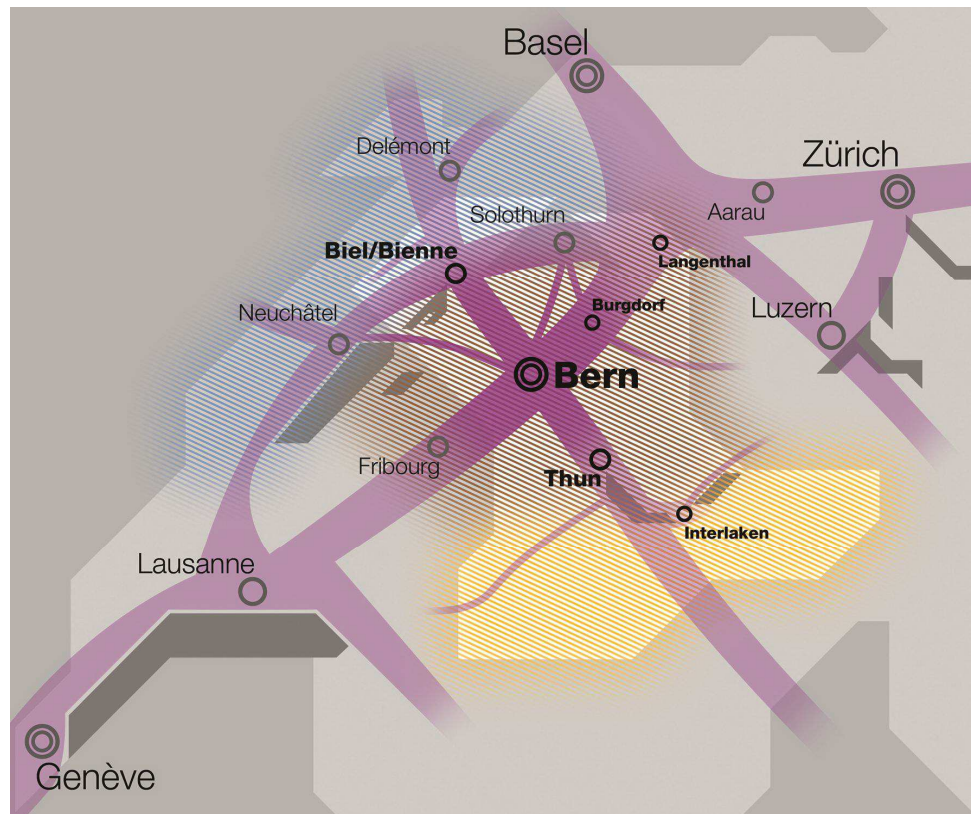 Basel
Delémont
Zürich
Solothurn
Aarau
Biel/Bienne
Langenthal
Neuchâtel
Burgdorf
Luzern
Bern
Fribourg
Thun
Interlaken
Lausanne
Genève